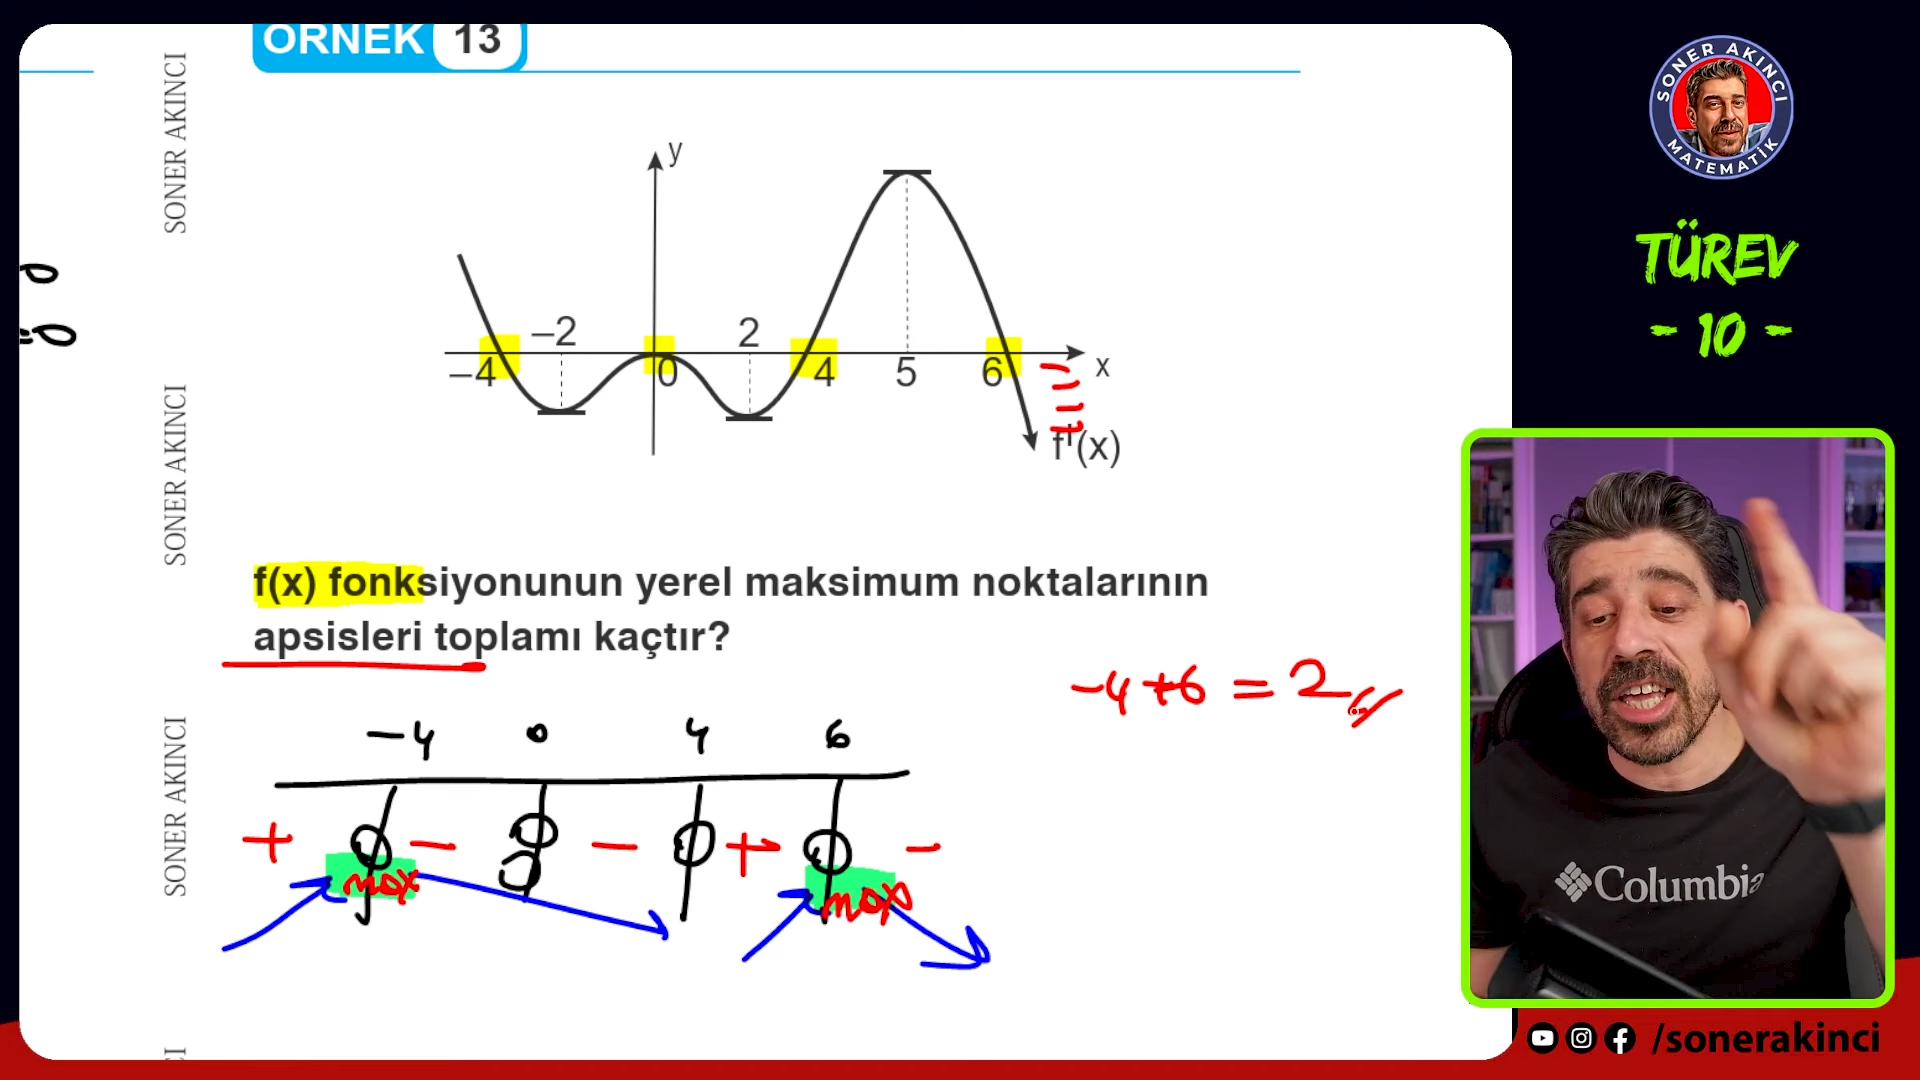 ÖRNEK 13
SONER AKINCI
SONER AKINCI
SONER AKINCI
y
−2
2
−4
0
4
5
6
x
f'(x)
f(x) fonksiyonunun yerel maksimum noktalarının
apsisleri toplamı kaçtır?
-4+6 = 2
-4 0 4 6
+ - - + -
max
max
SONER AKINCI
MATEMATİK
TÜREV
- 10 -
Columbia
/sonerakinci